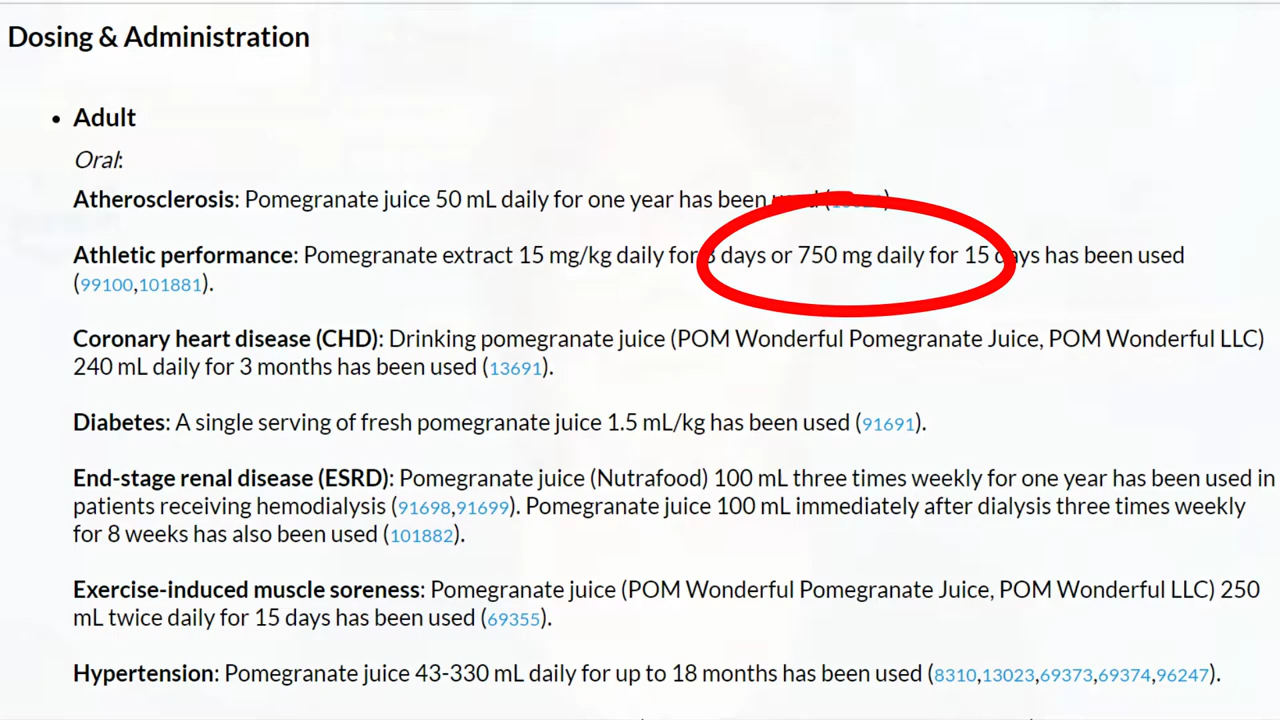 Dosing & Administration
• Adult
Oral:
Atherosclerosis: Pomegranate juice 50 mL daily for one year has been
Athletic performance: Pomegranate extract 15 mg/kg daily for days or 750 mg daily for 15 days has been used
(99100,101881).
Coronary heart disease (CHD): Drinking pomegranate juice (POM Wonderful Pomegranate Juice, POM Wonderful LLC)
240 mL daily for 3 months has been used (13691).
Diabetes: A single serving of fresh pomegranate juice 1.5 mL/kg has been used (91691).
End-stage renal disease (ESRD): Pomegranate juice (Nutrafood) 100 mL three times weekly for one year has been used in
patients receiving hemodialysis (91698,91699). Pomegranate juice 100 mL immediately after dialysis three times weekly
for 8 weeks has also been used (101882).
Exercise-induced muscle soreness: Pomegranate juice (POM Wonderful Pomegranate Juice, POM Wonderful LLC) 250
mL twice daily for 15 days has been used (69355).
Hypertension: Pomegranate juice 43-330 mL daily for up to 18 months has been used (8310,13023,69373,69374,96247).